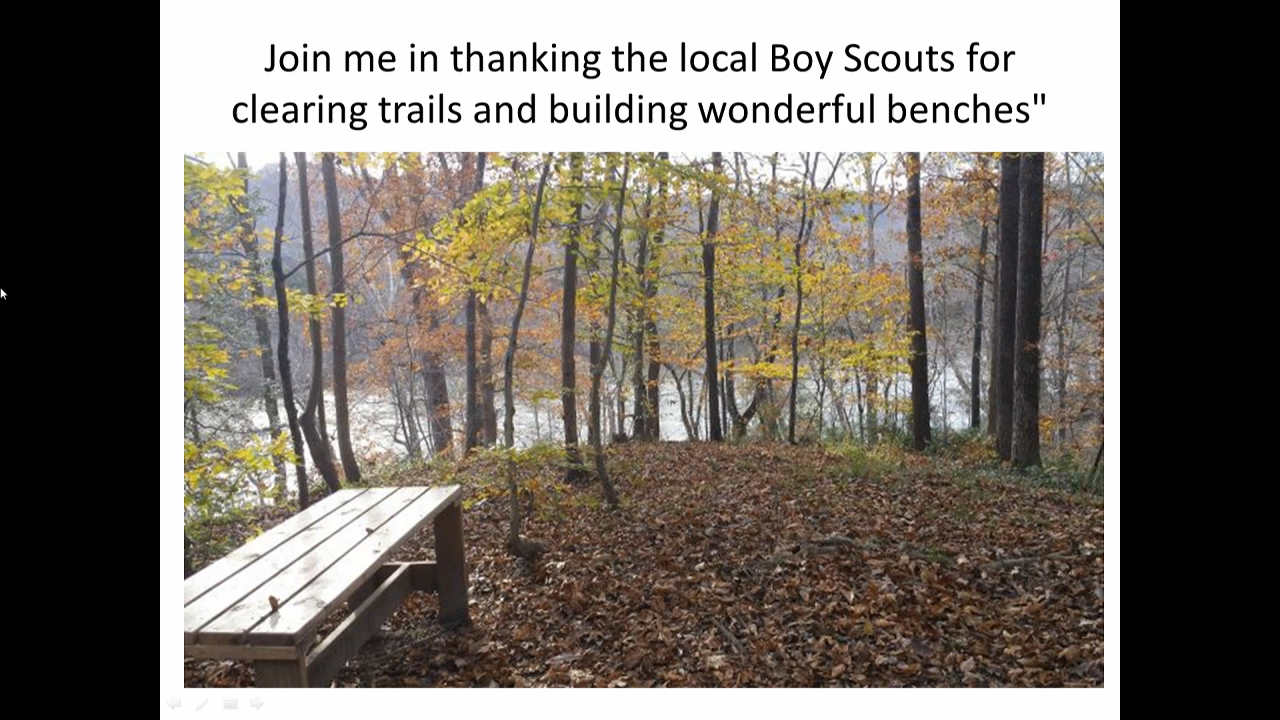 Join me in thanking the local Boy Scouts for
clearing trails and building wonderful benches"